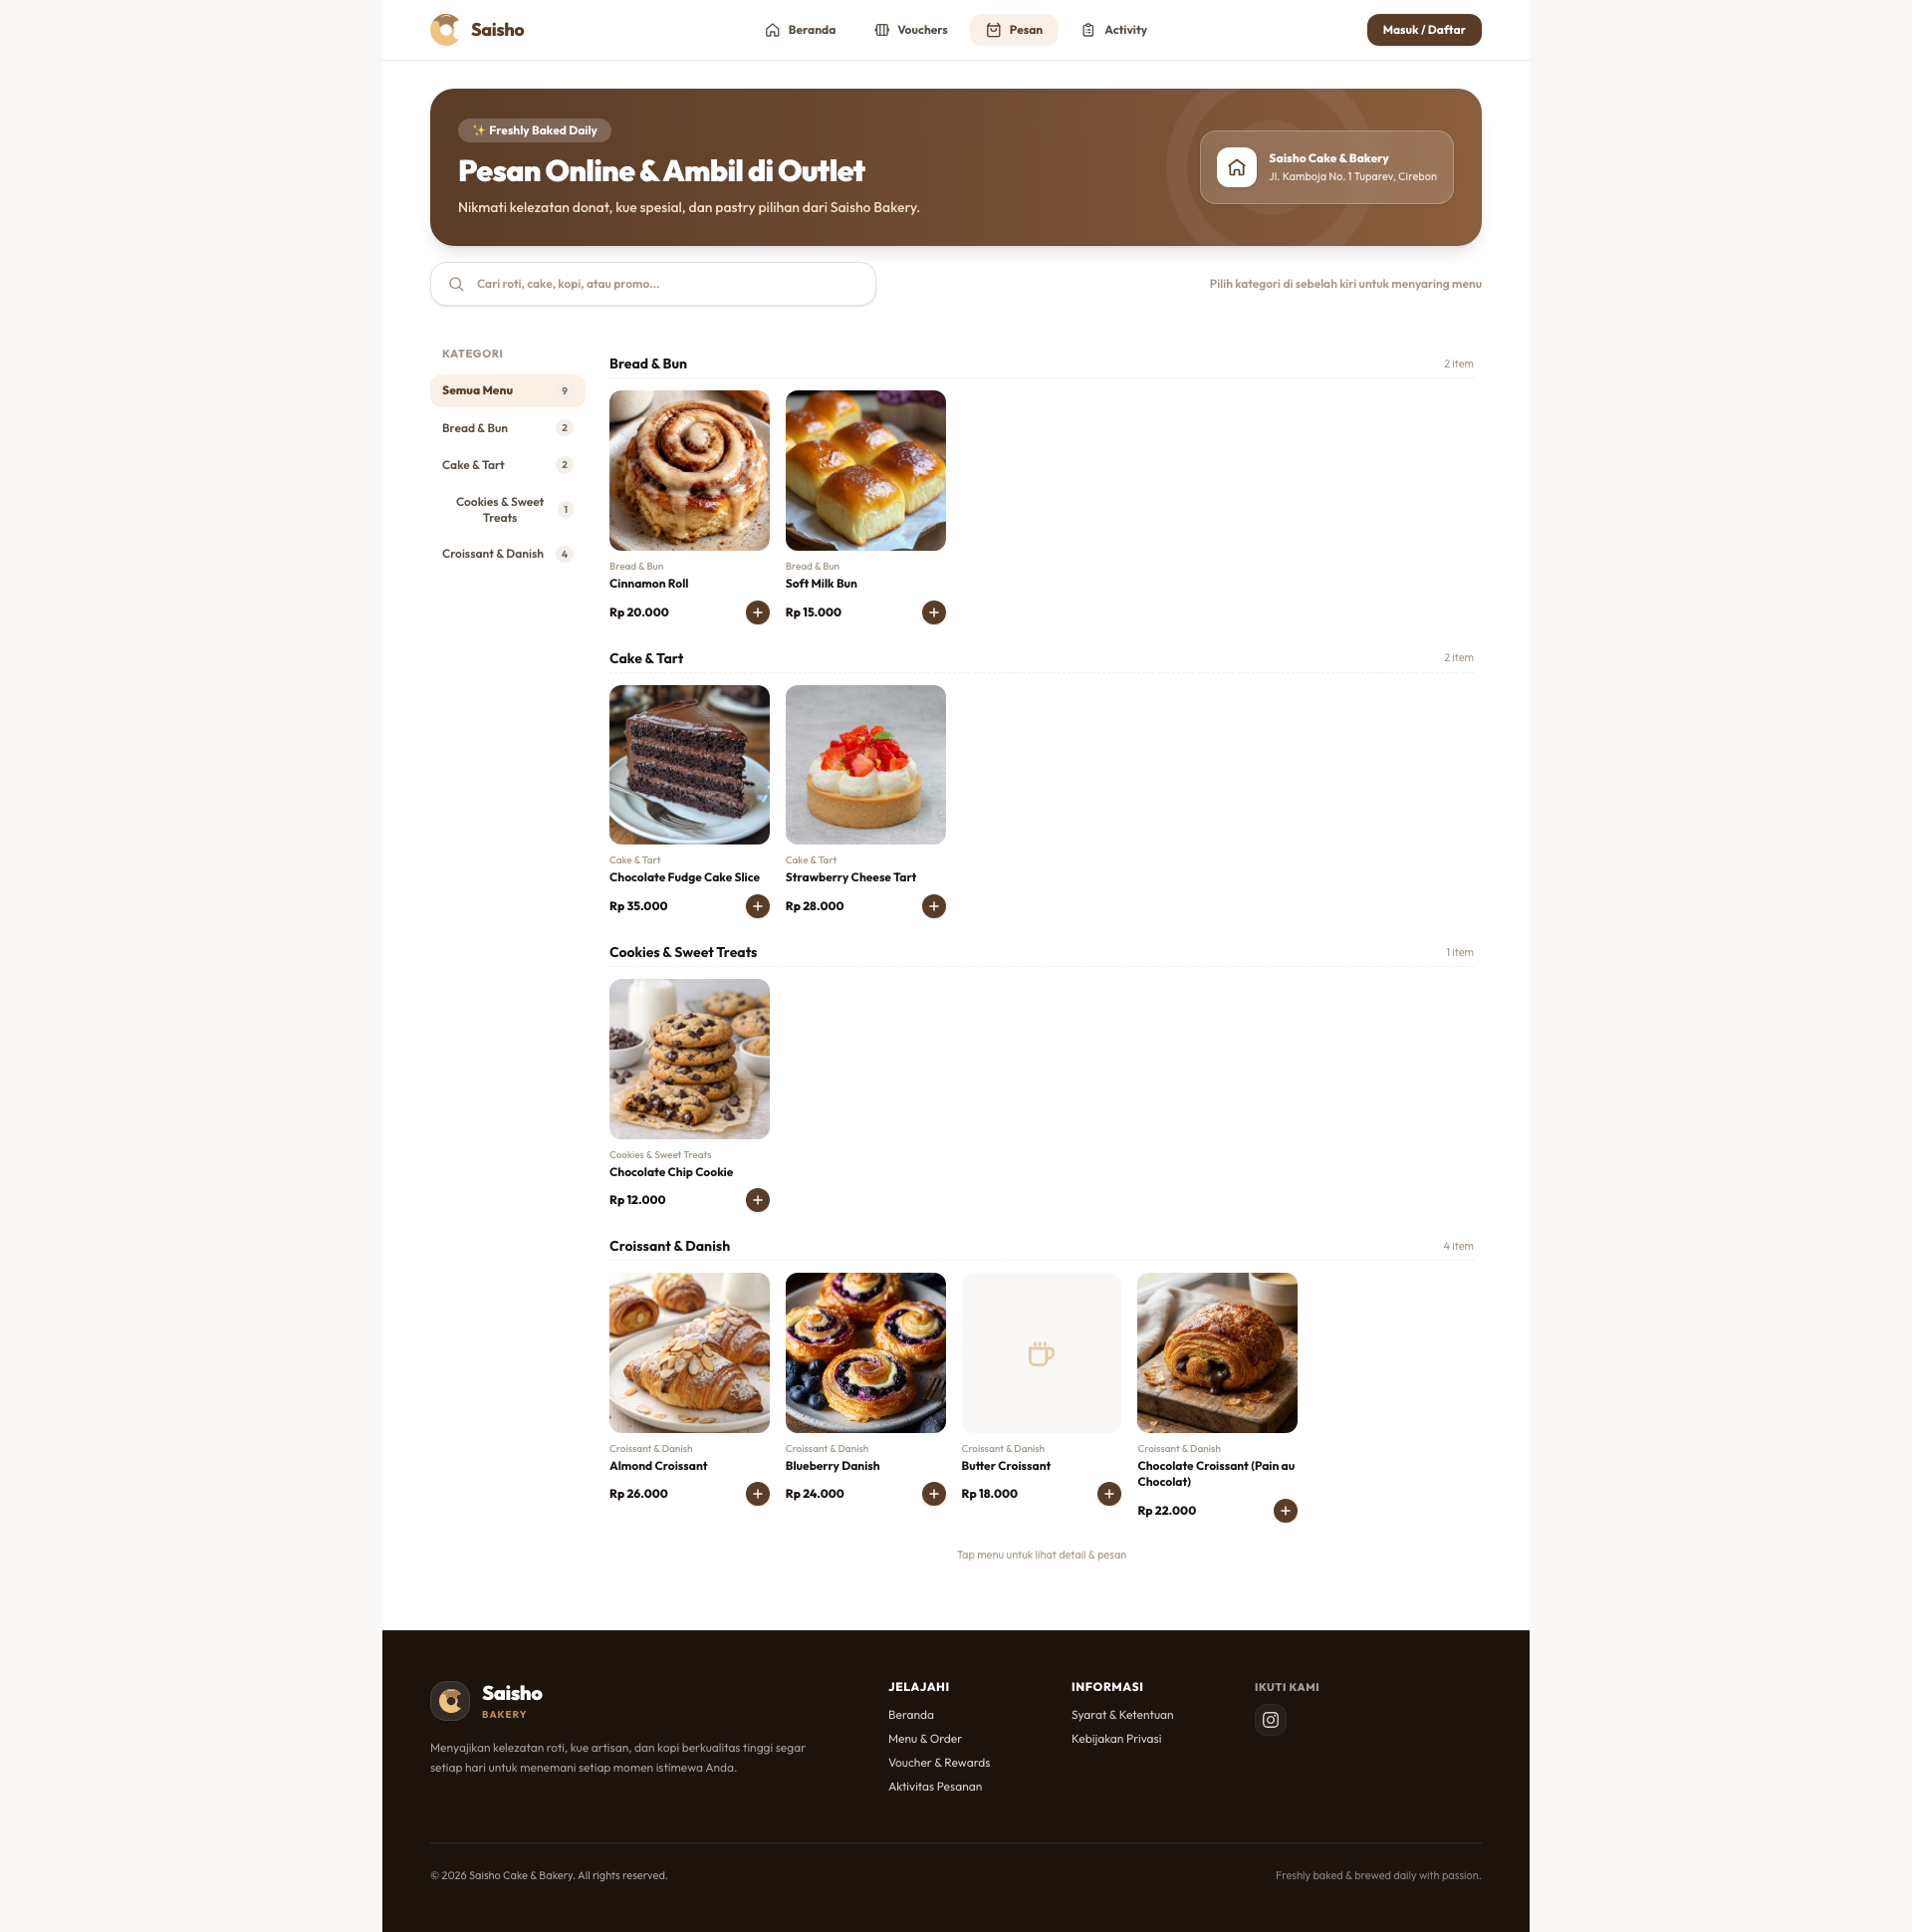 Saisho
Beranda
Vouchers
Pesan
Activity
Masuk / Daftar
✨ Freshly Baked Daily
Pesan Online & Ambil di Outlet
Nikmati kelezatan donat, kue spesial, dan pastry pilihan dari Saisho Bakery.
Saisho Cake & Bakery
Jl. Kamboja No. 1 Tuparev, Cirebon
Cari roti, cake, kopi, atau promo...
Pilih kategori di sebelah kiri untuk menyaring menu
KATEGORI
Semua Menu 9
Bread & Bun 2
Cake & Tart 2
Cookies & Sweet
Treats 1
Croissant & Danish 4
Bread & Bun
2 item
Bread & Bun
Cinnamon Roll
Rp 20.000
Bread & Bun
Soft Milk Bun
Rp 15.000
Cake & Tart
2 item
Cake & Tart
Chocolate Fudge Cake Slice
Rp 35.000
Cake & Tart
Strawberry Cheese Tart
Rp 28.000
Cookies & Sweet Treats
1 item
Cookies & Sweet Treats
Chocolate Chip Cookie
Rp 12.000
Croissant & Danish
4 item
Croissant & Danish
Almond Croissant
Rp 26.000
Croissant & Danish
Blueberry Danish
Rp 24.000
Croissant & Danish
Butter Croissant
Rp 18.000
Croissant & Danish
Chocolate Croissant (Pain au
Chocolat)
Rp 22.000
Tap menu untuk lihat detail & pesan
Saisho
BAKERY
Menyajikan kelezatan roti, kue artisan, dan kopi berkualitas tinggi segar
setiap hari untuk menemani setiap momen istimewa Anda.
JELAJAHI
Beranda
Menu & Order
Voucher & Rewards
Aktivitas Pesanan
INFORMASI
Syarat & Ketentuan
Kebijakan Privasi
IKUTI KAMI
© 2026 Saisho Cake & Bakery. All rights reserved.
Freshly baked & brewed daily with passion.